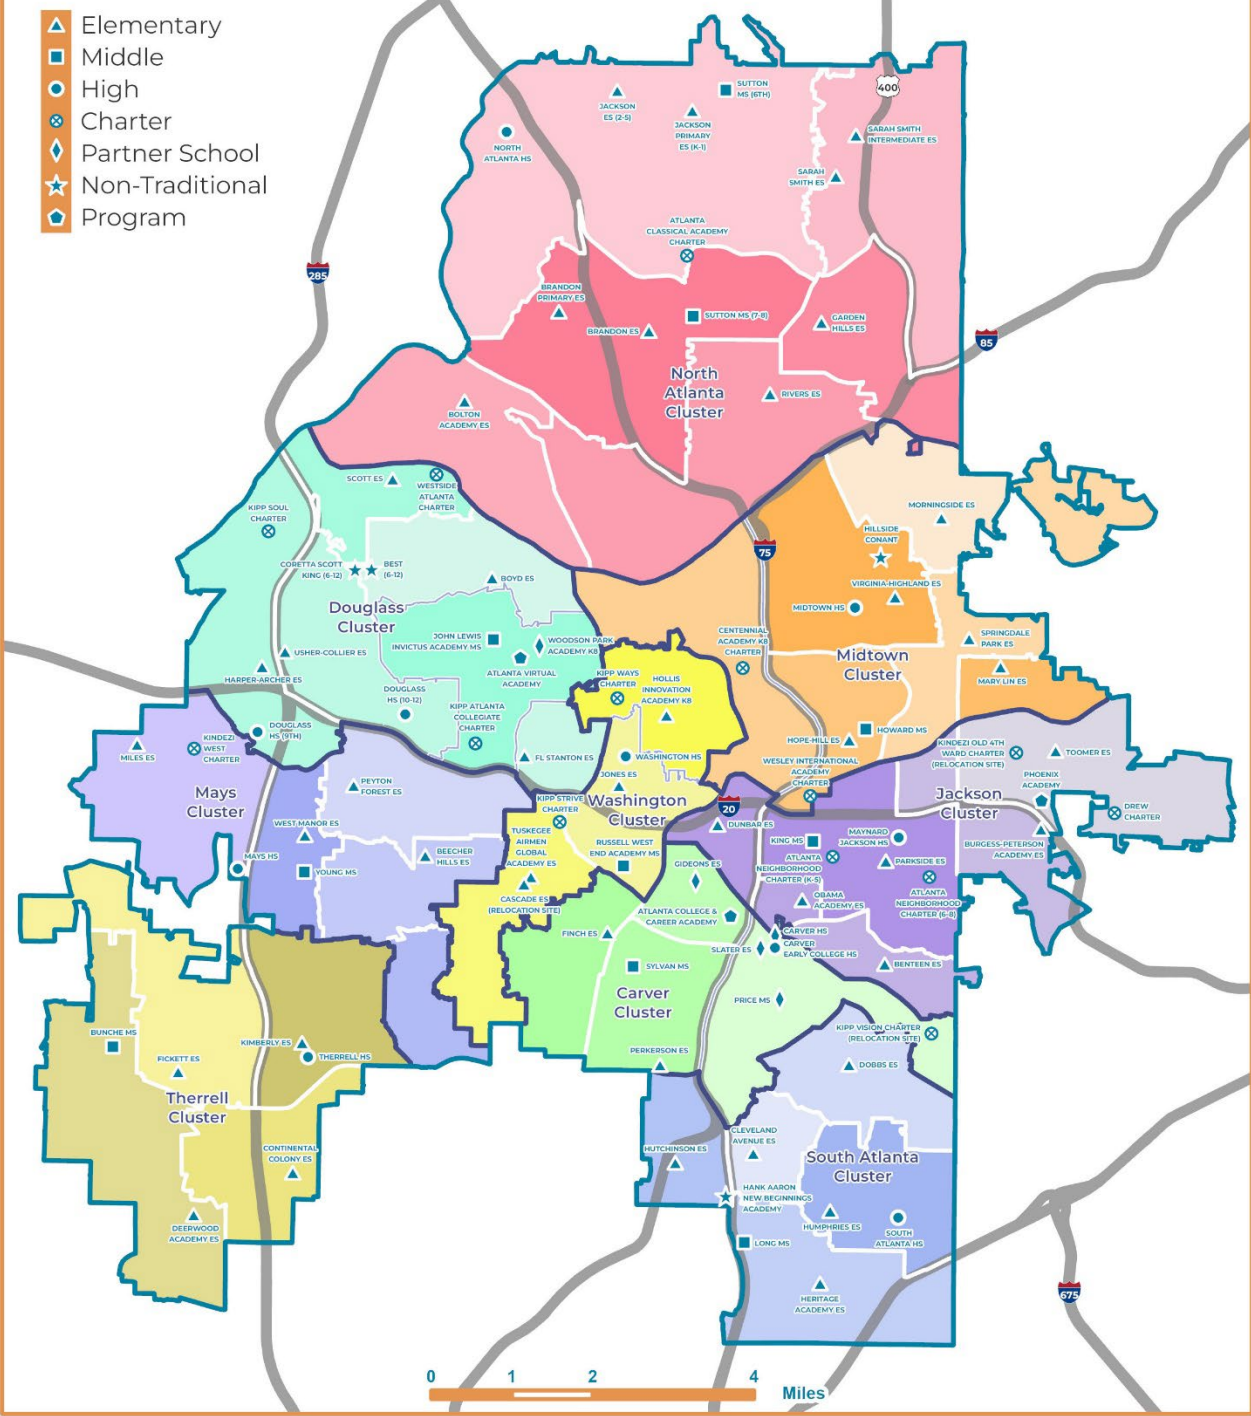 Elementary
Middle
High
Charter
Partner School
Non-Traditional
Program
400
285
85
75
20
675
JACKSON
ES (2-5)
SUTTON
MS (6TH)
JACKSON
PRIMARY
ES (K-1)
NORTH
ATLANTA HS
SARAH SMITH
INTERMEDIATE ES
SARAH
SMITH ES
ATLANTA
CLASSICAL ACADEMY
CHARTER
BRANDON
PRIMARY ES
BRANDON ES
SUTTON MS (7-8)
GARDEN
HILLS ES
North
Atlanta
Cluster
RIVERS ES
BOLTON
ACADEMY ES
SCOTT ES
WESTSIDE
ATLANTA
CHARTER
KIPP SOUL
CHARTER
CORETTA SCOTT
KING (6-12)
BEST
(6-12)
BOYD ES
Douglass
Cluster
JOHN LEWIS
INVICTUS ACADEMY MS
WOODSON PARK
ACADEMY K8
ATLANTA VIRTUAL
ACADEMY
USHER-COLLIER ES
HARPER-ARCHER ES
DOUGLASS
HS (10-12)
KIPP ATLANTA
COLLEGIATE
CHARTER
DOUGLASS
HS (9TH)
FL STANTON ES
MORNINGSIDE ES
HILLSIDE
CONANT
VIRGINIA-HIGHLAND ES
MIDTOWN HS
CENTENNIAL
ACADEMY K8
CHARTER
SPRINGDALE
PARK ES
Midtown
Cluster
MARY LIN ES
HOWARD MS
HOPE-HILL ES
WESLEY INTERNATIONAL
ACADEMY
CHARTER
KIPP WAYS
CHARTER
HOLLIS
INNOVATION
ACADEMY K8
WASHINGTON HS
JONES ES
Washington
Cluster
KIPP STRIVE
CHARTER
TUSKEGEE
AIRMEN
GLOBAL
ACADEMY ES
RUSSELL WEST
END ACADEMY MS
CASCADE ES
(RELOCATION SITE)
MILES ES
KINDEZI
WEST
CHARTER
Mays
Cluster
PEYTON
FOREST ES
WEST MANOR ES
BEECHER
HILLS ES
MAYS HS
YOUNG MS
KINDEZI OLD 4TH
WARD CHARTER
(RELOCATION SITE)
TOOMER ES
PHOENIX
ACADEMY
Jackson
Cluster
DREW
CHARTER
DUNBAR ES
KING MS
MAYNARD
JACKSON HS
BURGESS-PETERSON
ACADEMY ES
ATLANTA
NEIGHBORHOOD
CHARTER (K-5)
PARKSIDE ES
ATLANTA
NEIGHBORHOOD
CHARTER (6-8)
OBAMA
ACADEMY ES
BENTEEN ES
GIDEONS ES
ATLANTA COLLEGE &
CAREER ACADEMY
FINCH ES
CARVER HS
SLATER ES
CARVER
EARLY COLLEGE HS
SYLVAN MS
Carver
Cluster
PRICE MS
PERKERSON ES
KIPP VISION CHARTER
(RELOCATION SITE)
DOBBS ES
BUNCHE MS
FICKETT ES
KIMBERLY ES
THERRELL HS
Therrell
Cluster
CONTINENTAL
COLONY ES
DEERWOOD
ACADEMY ES
CLEVELAND
AVENUE ES
HUTCHINSON ES
South Atlanta
Cluster
HANK AARON
NEW BEGINNINGS
ACADEMY
HUMPHRIES ES
SOUTH
ATLANTA HS
LONG MS
HERITAGE
ACADEMY ES
0 1 2 4
Miles